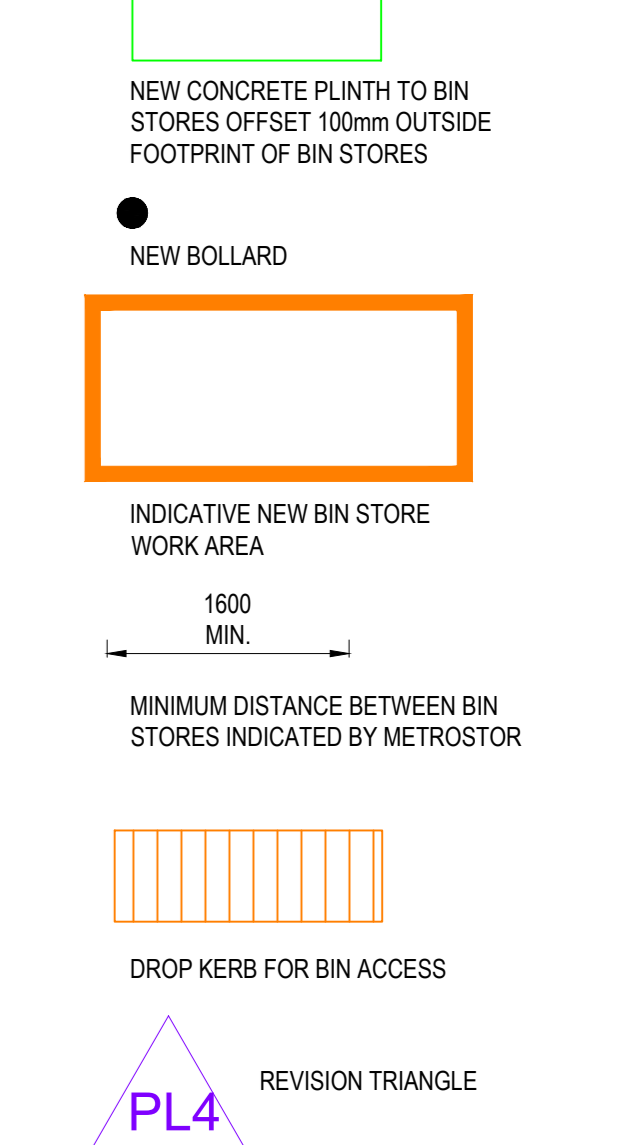 NEW CONCRETE PLINTH TO BIN
STORES OFFSET 100mm OUTSIDE
FOOTPRINT OF BIN STORES
NEW BOLLARD
INDICATIVE NEW BIN STORE
WORK AREA
1600
MIN.
MINIMUM DISTANCE BETWEEN BIN
STORES INDICATED BY METROSTOR
DROP KERB FOR BIN ACCESS
REVISION TRIANGLE
PL4